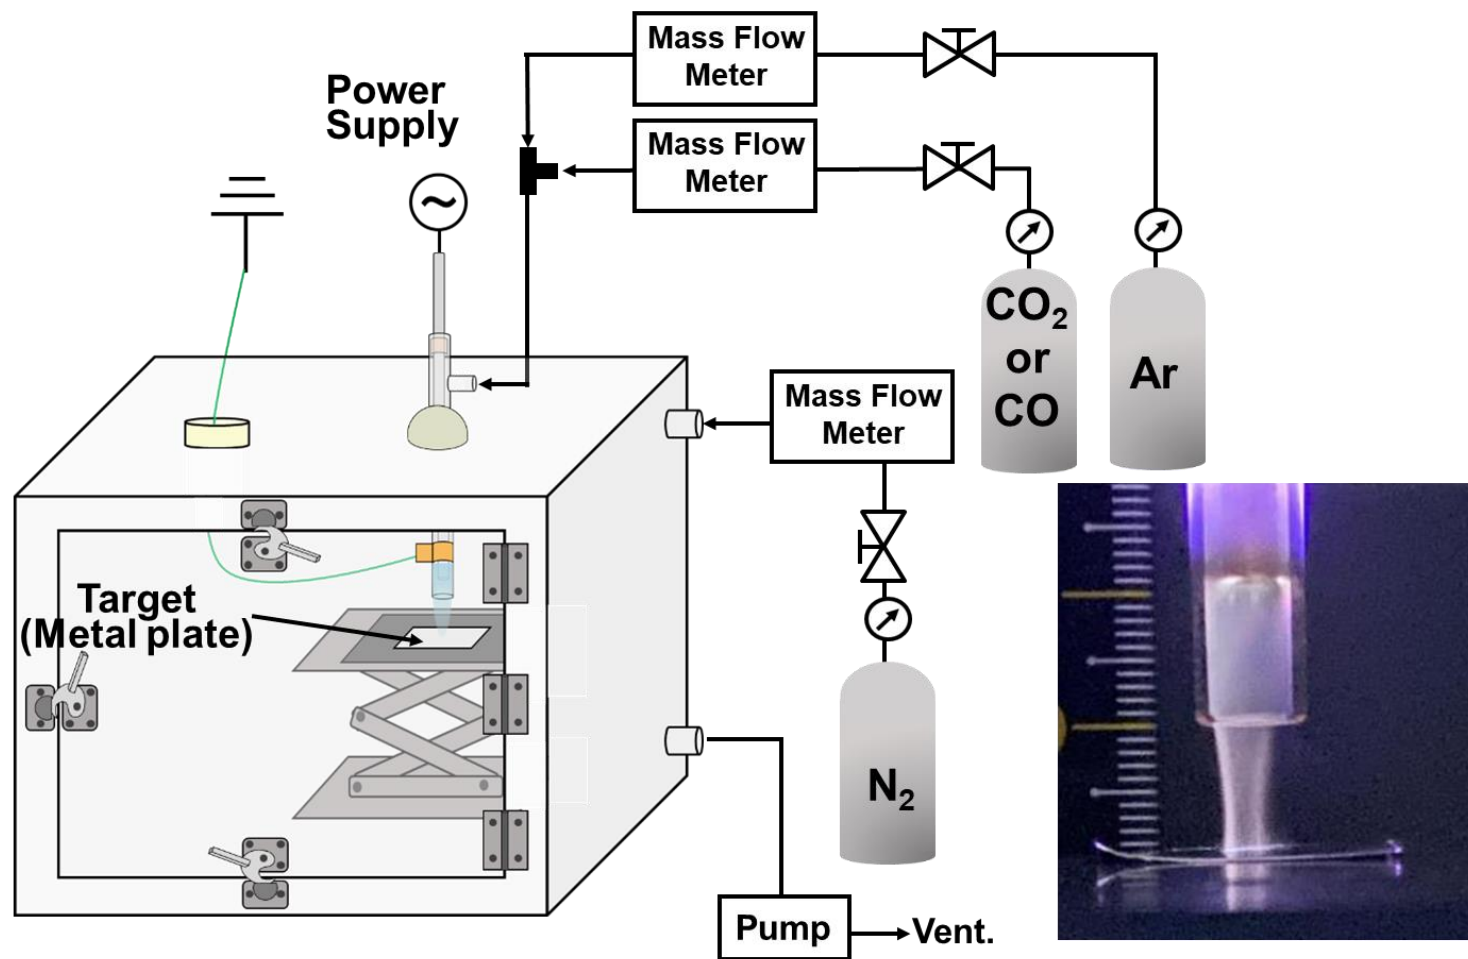 Mass Flow
Meter
Power
Supply
Mass Flow
Meter
CO₂
or
CO
Ar
Mass Flow
Meter
Target
(Metal plate)
N₂
Pump
Vent.